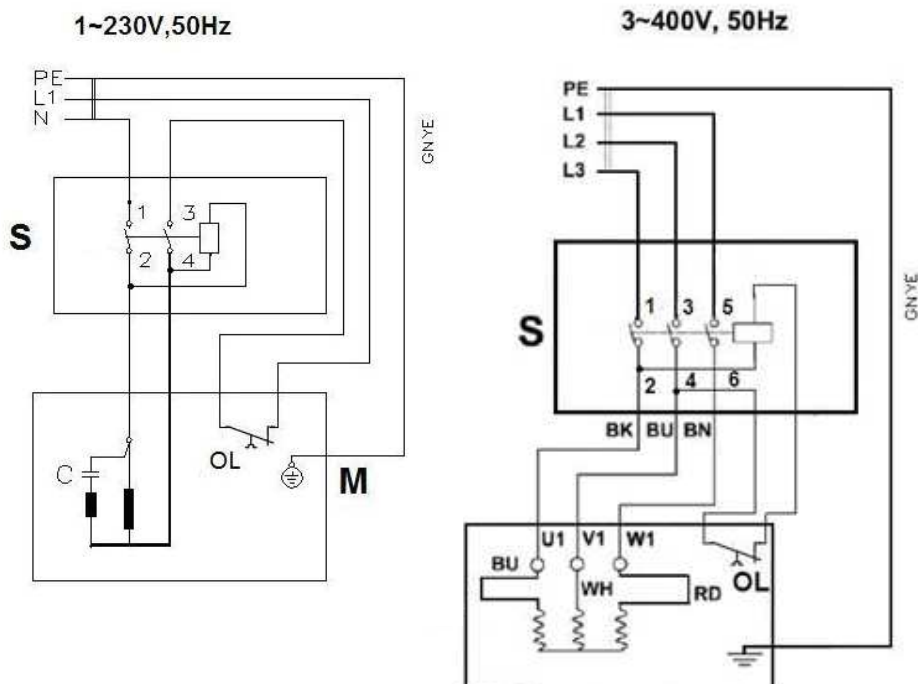 1~230V,50Hz
PE
L1
N
GNYE
S
1 3
2 4
C
OL
M
3~400V, 50Hz
PE
L1
L2
L3
GNYE
S
1 3 5
2 4 6
BK BU BN
U1 V1 W1
BU
WH
RD
OL